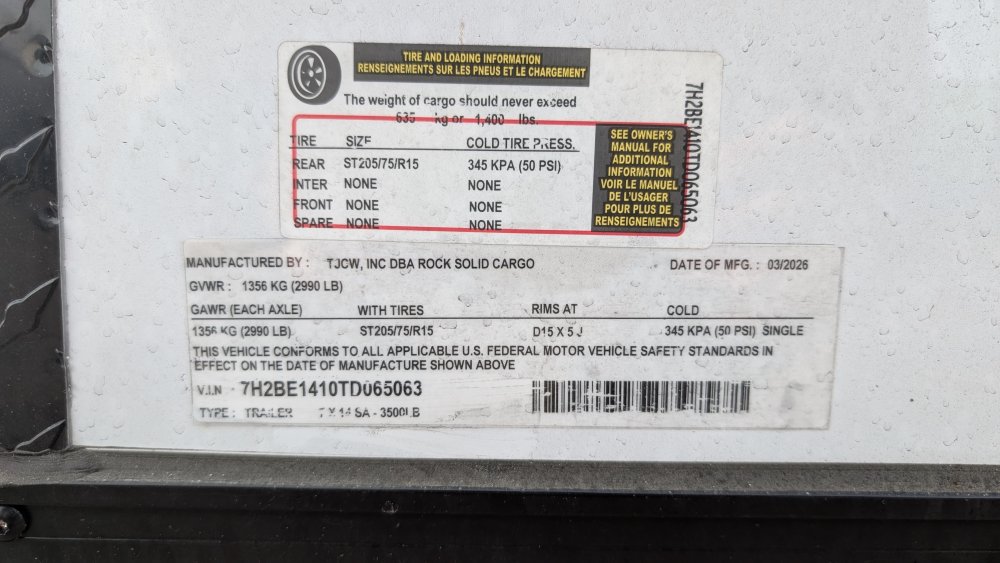 TIRE AND LOADING INFORMATION
RENSEIGNEMENTS SUR LES PNEUS ET LE CHARGEMENT
The weight of cargo should never exceed
635 kg or 1,400 lbs.
TIRE SIZE COLD TIRE PRESS.
REAR ST205/75/R15 345 KPA (50 PSI)
INTER NONE NONE
FRONT NONE NONE
SPARE NONE NONE
SEE OWNER'S
MANUAL FOR
ADDITIONAL
INFORMATION
VOIR LE MANUEL
DE L'USAGER
POUR PLUS DE
RENSEIGNEMENTS
7H2BE1410TD065063
MANUFACTURED BY : TJCW, INC DBA ROCK SOLID CARGO DATE OF MFG. : 03/2026
GVWR : 1356 KG (2990 LB)
GAWR (EACH AXLE) WITH TIRES RIMS AT COLD
1356 KG (2990 LB) ST205/75/R15 D15 X 5 J 345 KPA (50 PSI) SINGLE
THIS VEHICLE CONFORMS TO ALL APPLICABLE U.S. FEDERAL MOTOR VEHICLE SAFETY STANDARDS IN
EFFECT ON THE DATE OF MANUFACTURE SHOWN ABOVE
V.I.N : 7H2BE1410TD065063
TYPE : TRAILER 7 X 14 SA - 3500LB